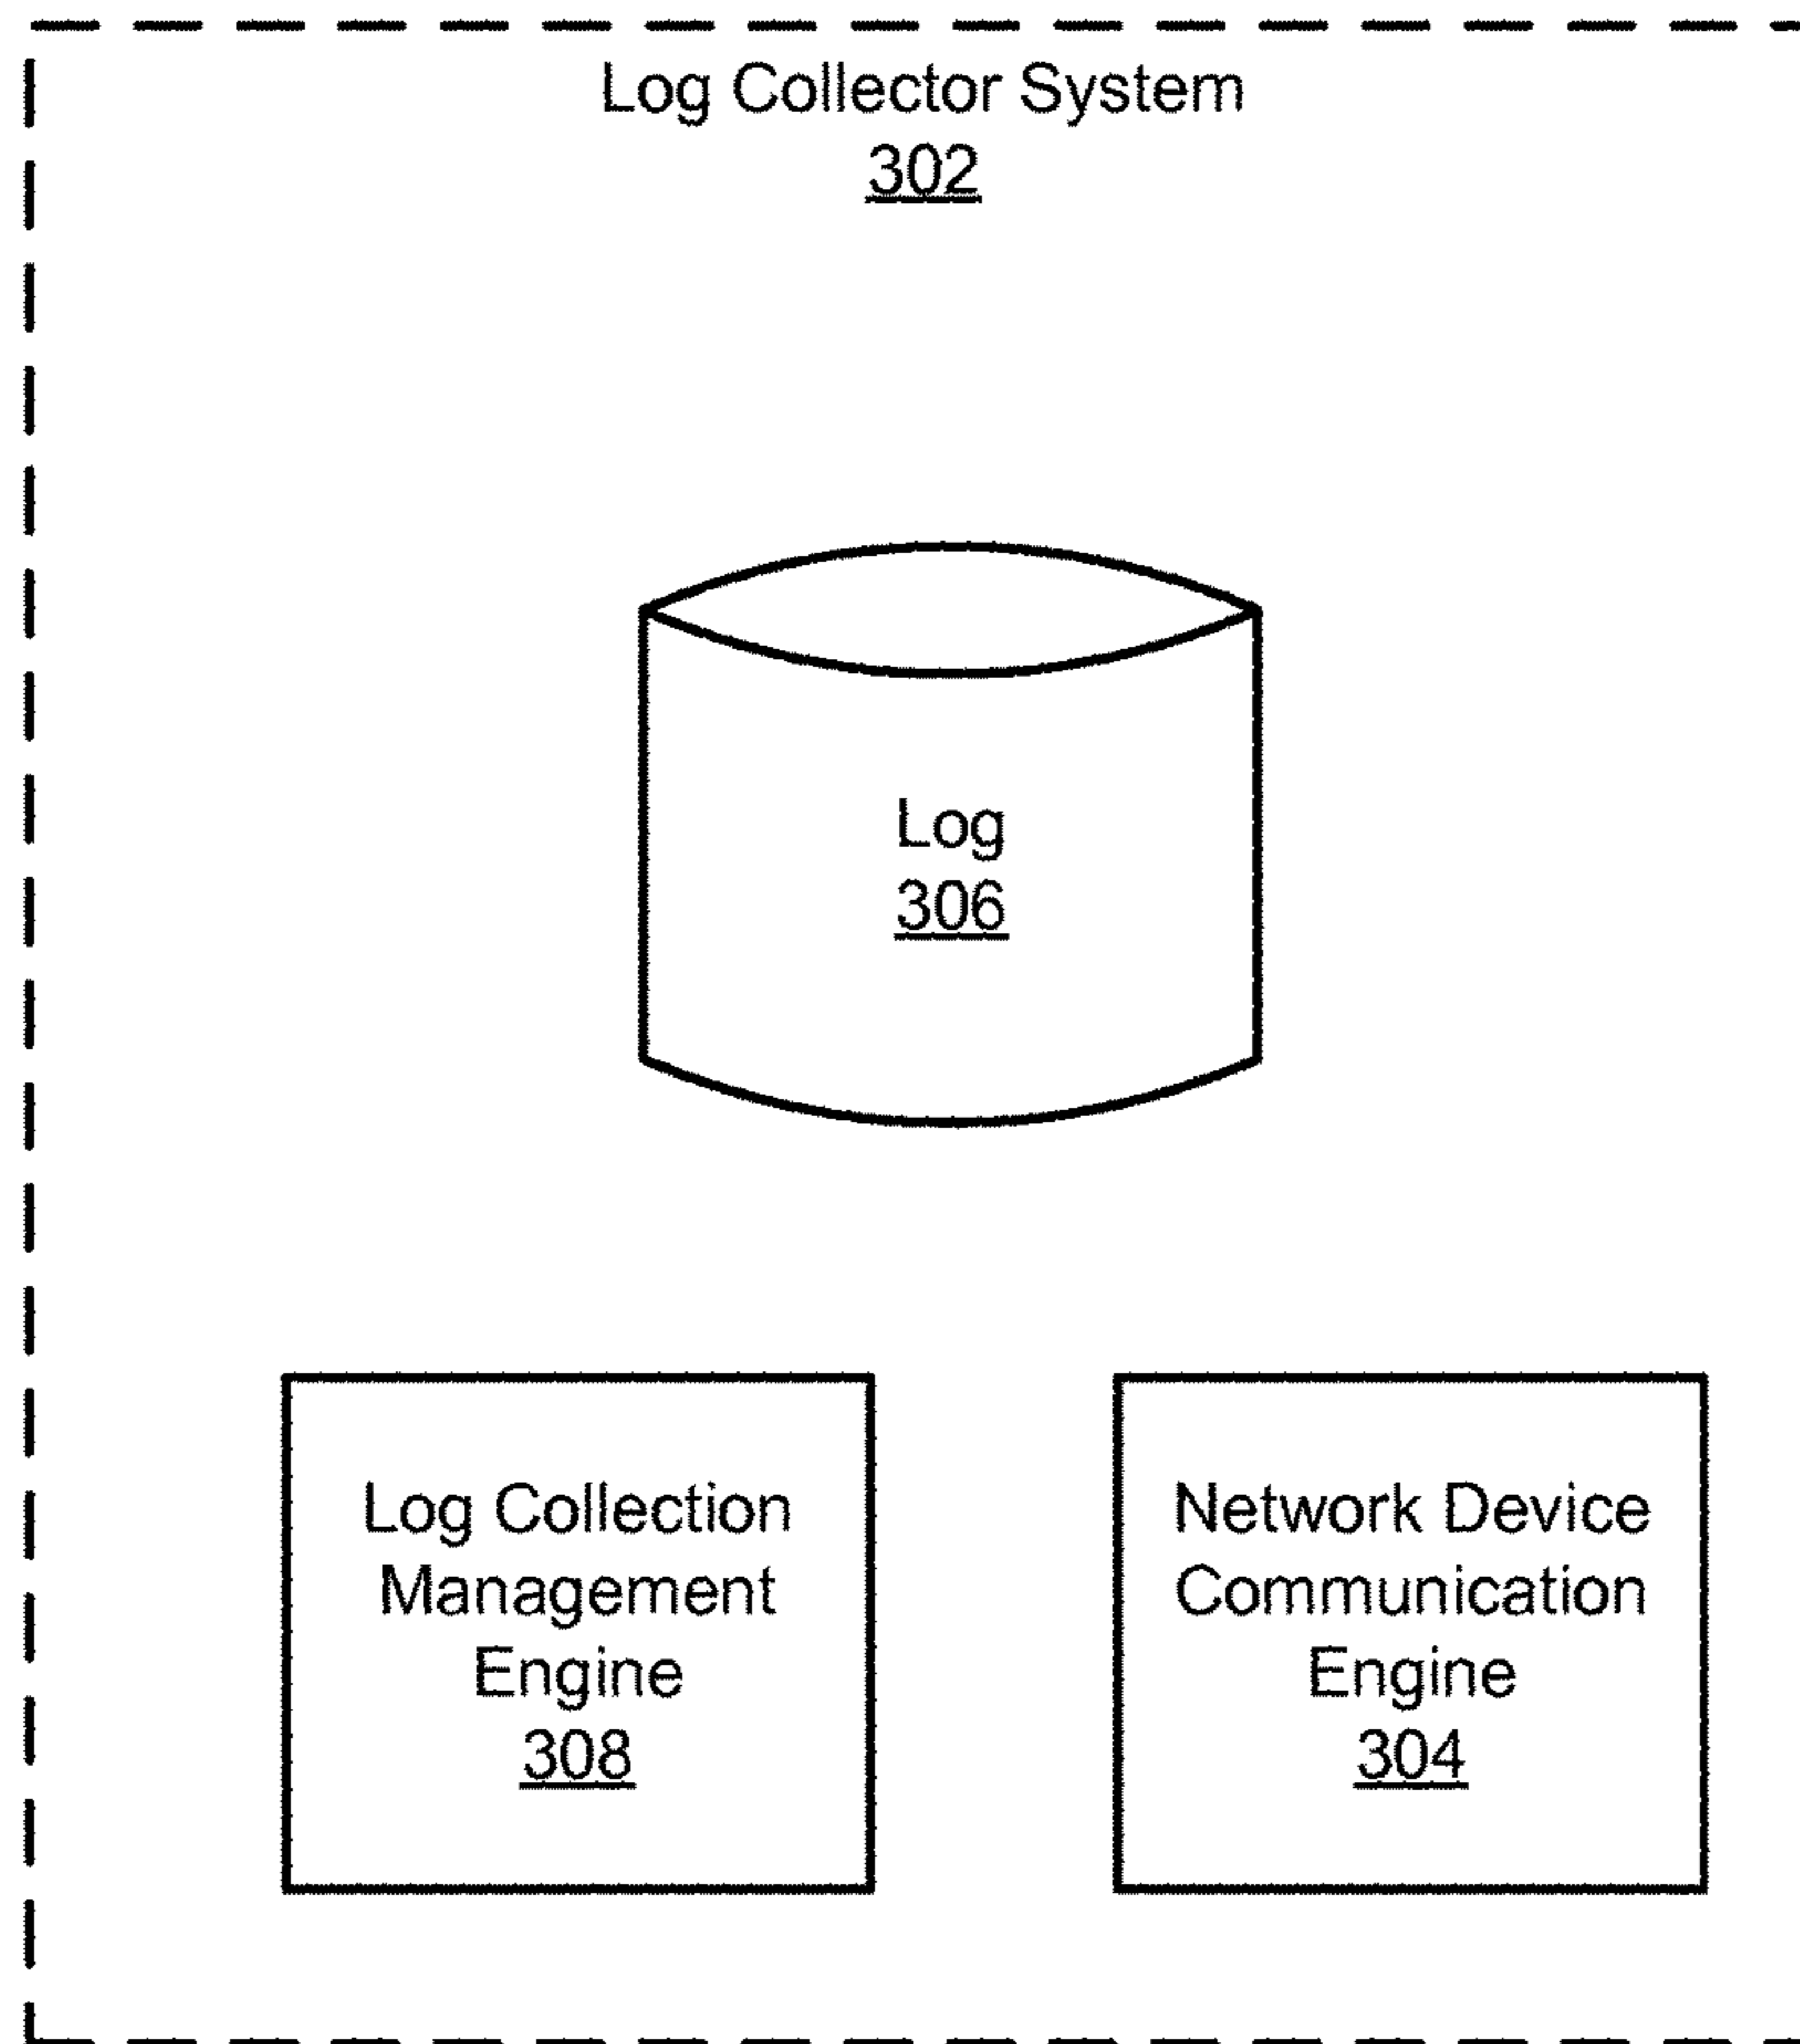 Log Collector System
302
Log
306
Log Collection
Management
Engine
308
Network Device
Communication
Engine
304